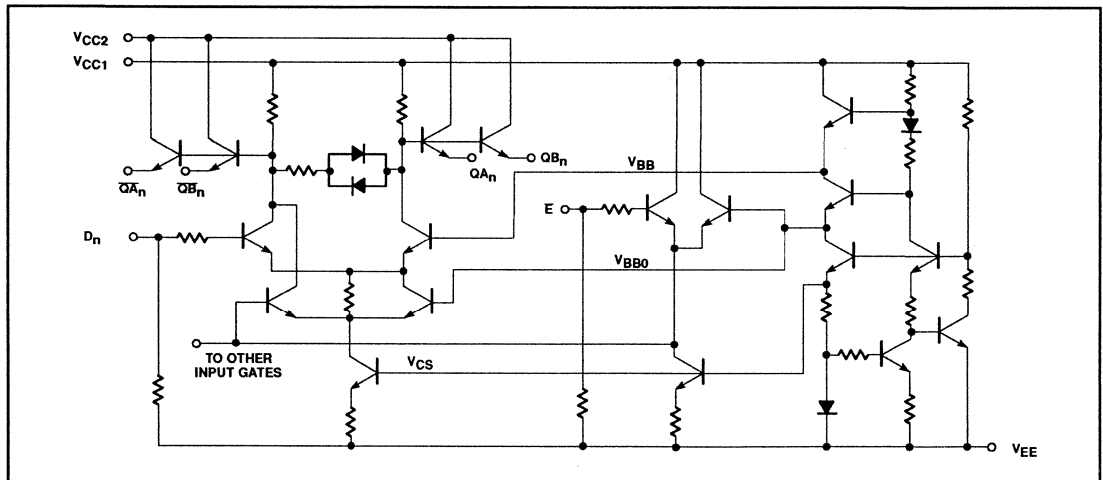 VCC2
VCC1
QAn
QBn
QAn
QBn
VBB
E
Dn
VBB0
TO OTHER
INPUT GATES
VCS
VEE